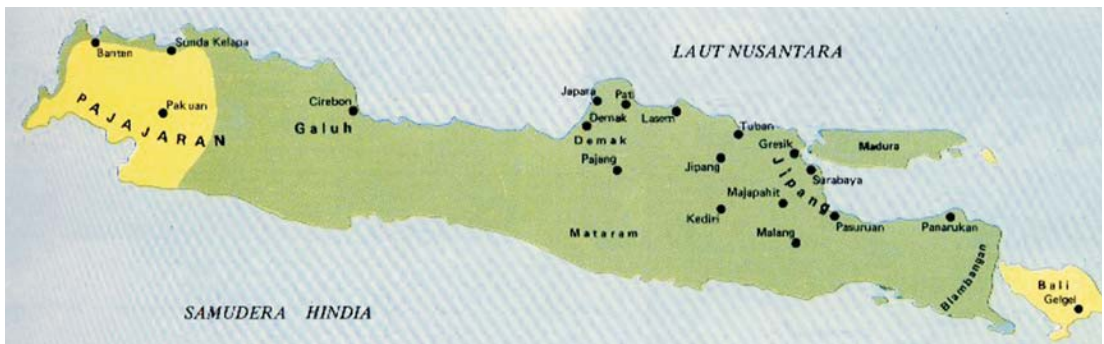 Banten
Sunda Kelapa
LAUT NUSANTARA
Pakuan
PAJAJARAN
Cirebon
Galuh
Japara
Pati
Demak
Lasem
Demak
Pajang
Tuban
Gresik
Madura
Jipang
Jipang
Surabaya
Majapahit
Kediri
Pasuruan
Panarukan
Mataram
Malang
Blambangan
Bali
Gelgel
SAMUDERA HINDIA